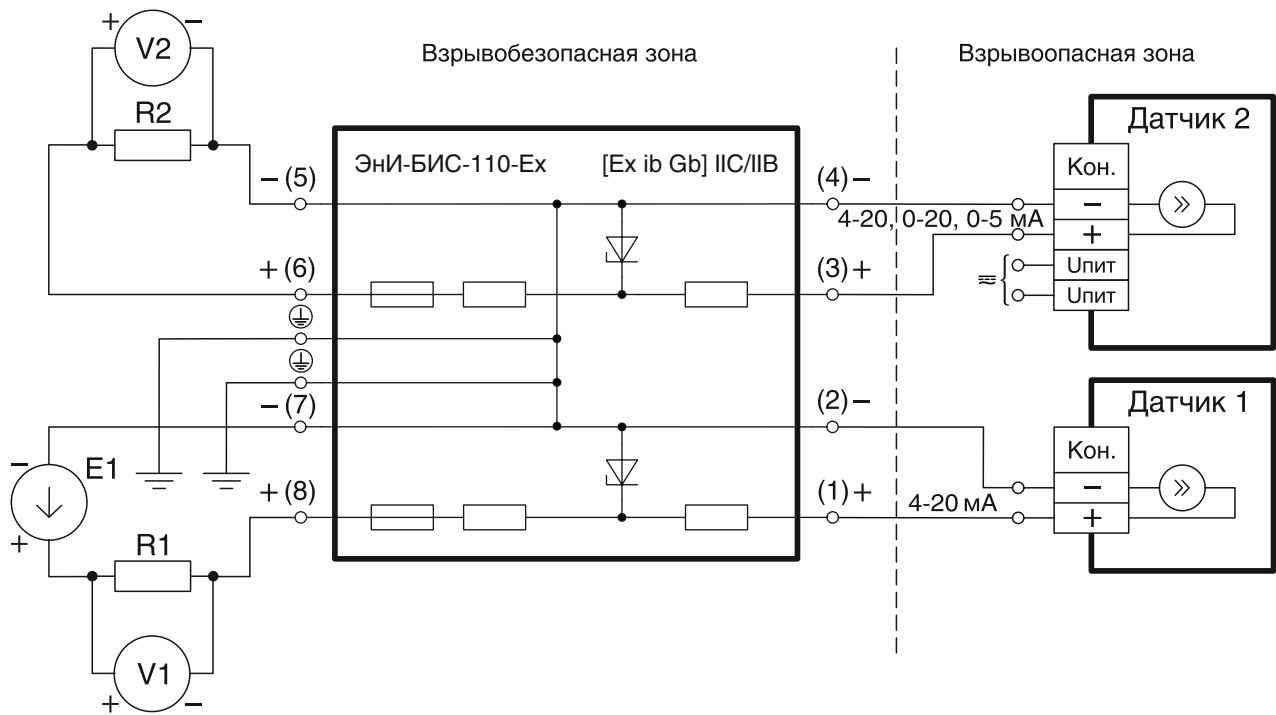 + V2 −
R2
Взрывобезопасная зона
Взрывоопасная зона
ЭнИ-БИС-110-Ex [Ex ib Gb] IIC/IIB
− (5)
+ (6)
− (7)
+ (8)
(4) −
4-20, 0-20, 0-5 мА
(3) +
(2) −
(1) +
4-20 мА
Датчик 2
Кон.
−
+
Uпит
Uпит
Датчик 1
Кон.
−
+
−
E1
+
R1
V1
+ −